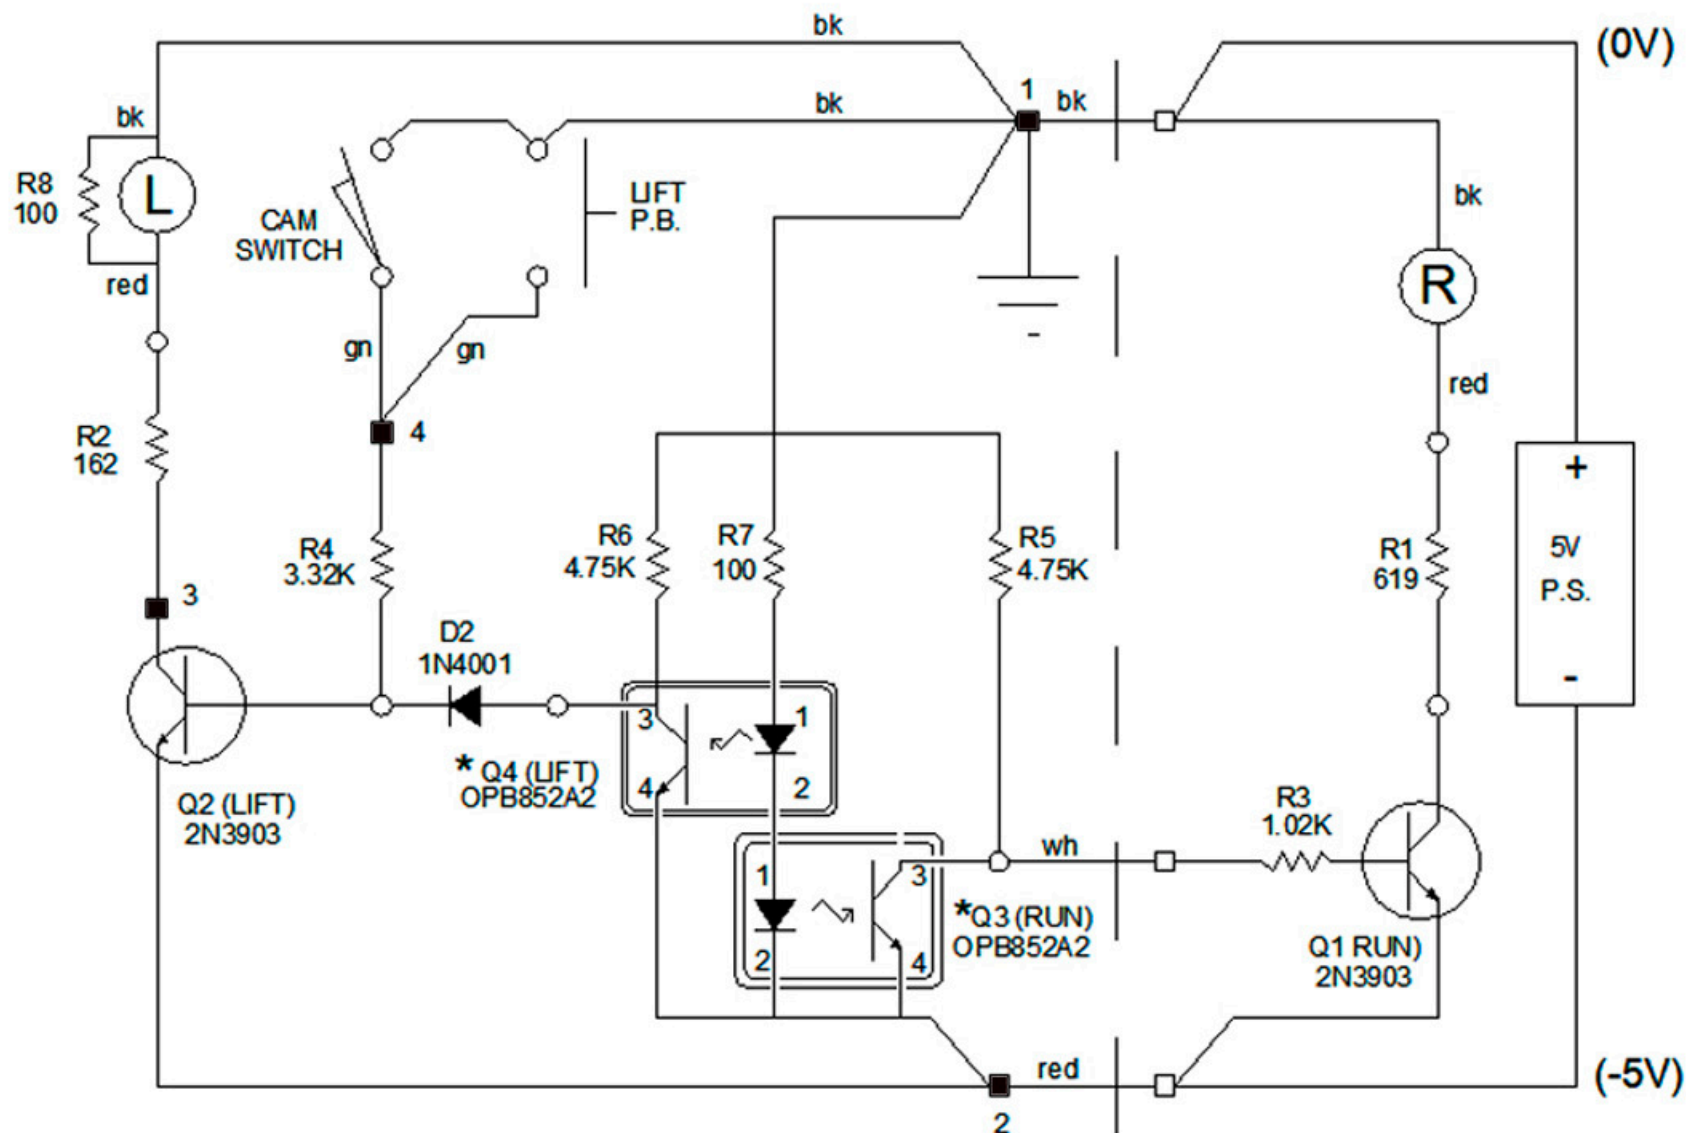 bk
(0V)
1
bk
bk
bk
R8
100
L
CAM
SWITCH
LIFT
P.B.
bk
R
red
-
gn
gn
red
4
R2
162
+
5V
P.S.
-
R4
3.32K
R6
4.75K
R7
100
R5
4.75K
R1
619
3
D2
1N4001
3
1
* Q4 (LIFT)
OPB852A2
4
2
Q2 (LIFT)
2N3903
R3
1.02K
wh
1
3
*Q3 (RUN)
OPB852A2
2
4
Q1 RUN)
2N3903
red
(-5V)
2